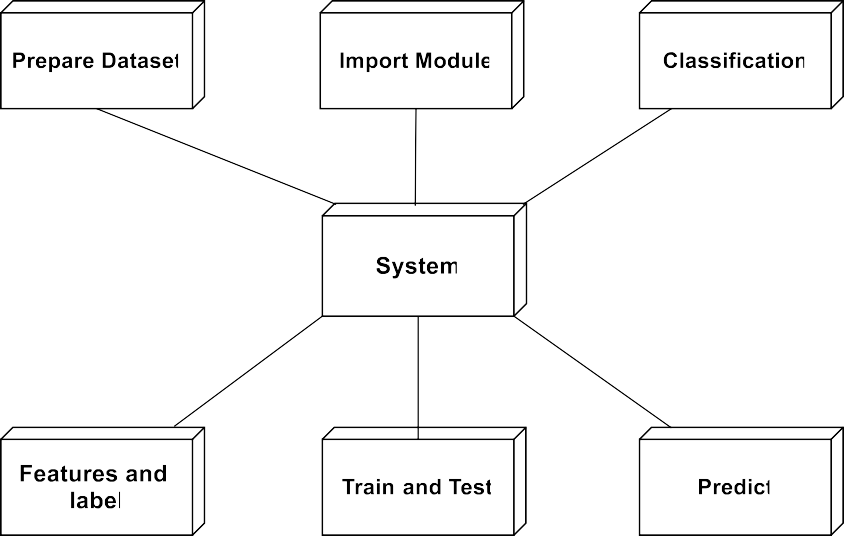 Prepare Dataset
Import Module
Classification
System
Features and
label
Train and Test
Predict